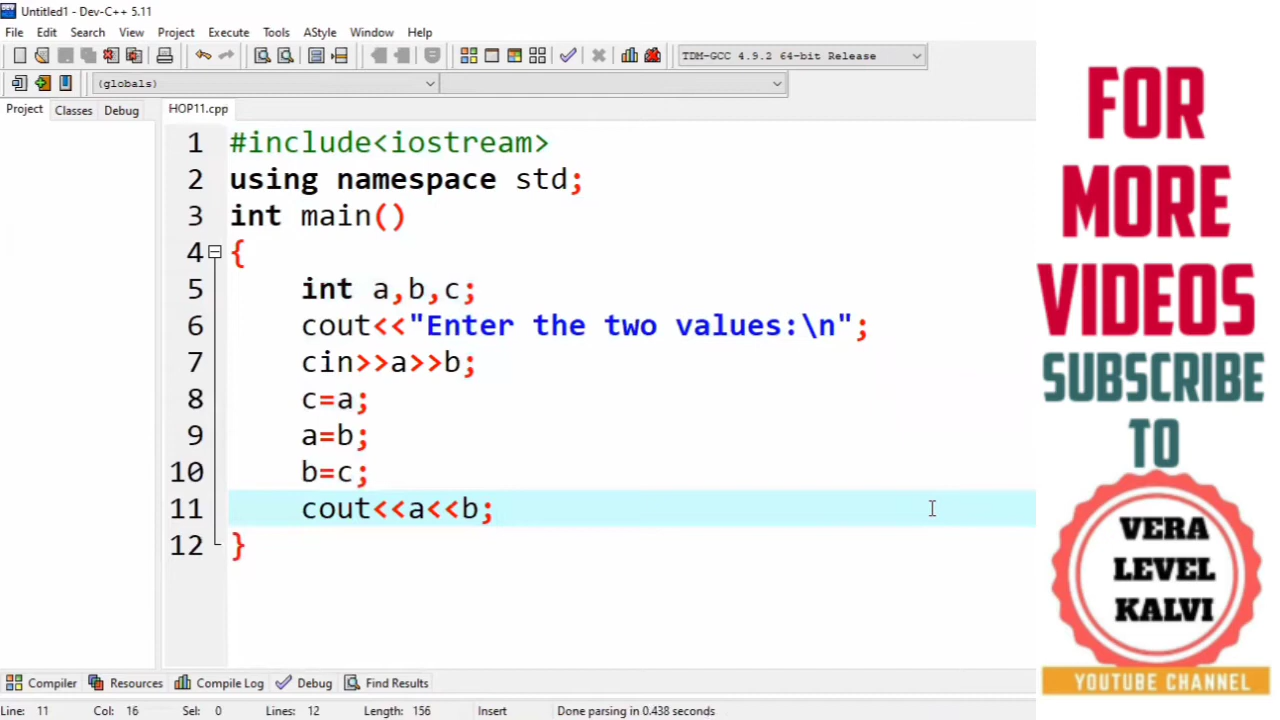 Untitled1 - Dev-C++ 5.11
File Edit Search View Project Execute Tools AStyle Window Help
TDM-GCC 4.9.2 64-bit Release
(globals)
Project Classes Debug HOP11.cpp
1 #include<iostream>
2 using namespace std;
3 int main()
4 {
5 int a,b,c;
6 cout<<"Enter the two values:\n";
7 cin>>a>>b;
8 c=a;
9 a=b;
10 b=c;
11 cout<<a<<b;
12 }
Compiler Resources Compile Log Debug Find Results
Line: 11 Col: 16 Sel: 0 Lines: 12 Length: 156 Insert Done parsing in 0.438 seconds
FOR
MORE
VIDEOS
SUBSCRIBE
TO
VERA
LEVEL
KALVI
YOUTUBE CHANNEL